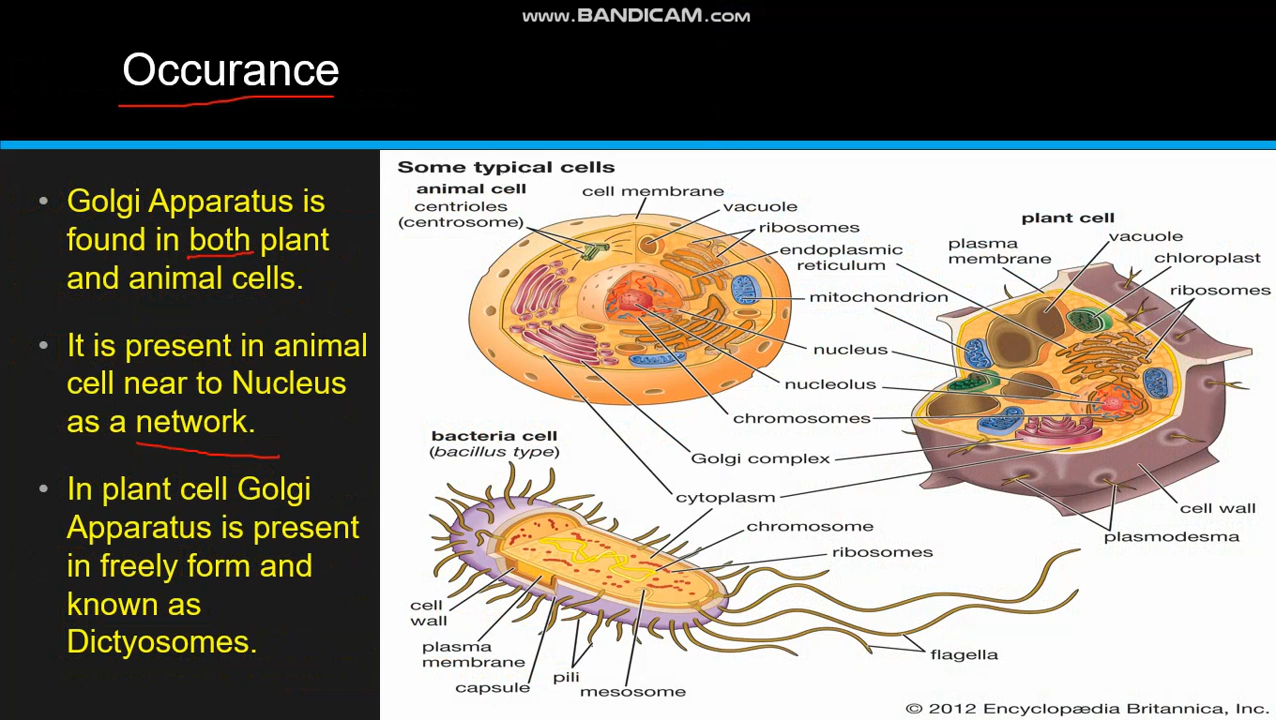 www.BANDICAM.com
Occurance
• Golgi Apparatus is
found in both plant
and animal cells.
• It is present in animal
cell near to Nucleus
as a network.
• In plant cell Golgi
Apparatus is present
in freely form and
known as
Dictyosomes.
Some typical cells
animal cell
centrioles
(centrosome)
cell membrane
vacuole
ribosomes
endoplasmic
reticulum
mitochondrion
nucleus
nucleolus
chromosomes
Golgi complex
cytoplasm
plant cell
plasma
membrane
vacuole
chloroplast
ribosomes
cell wall
plasmodesma
bacteria cell
(bacillus type)
chromosome
ribosomes
cell
wall
plasma
membrane
capsule
pili
mesosome
flagella
© 2012 Encyclopædia Britannica, Inc.